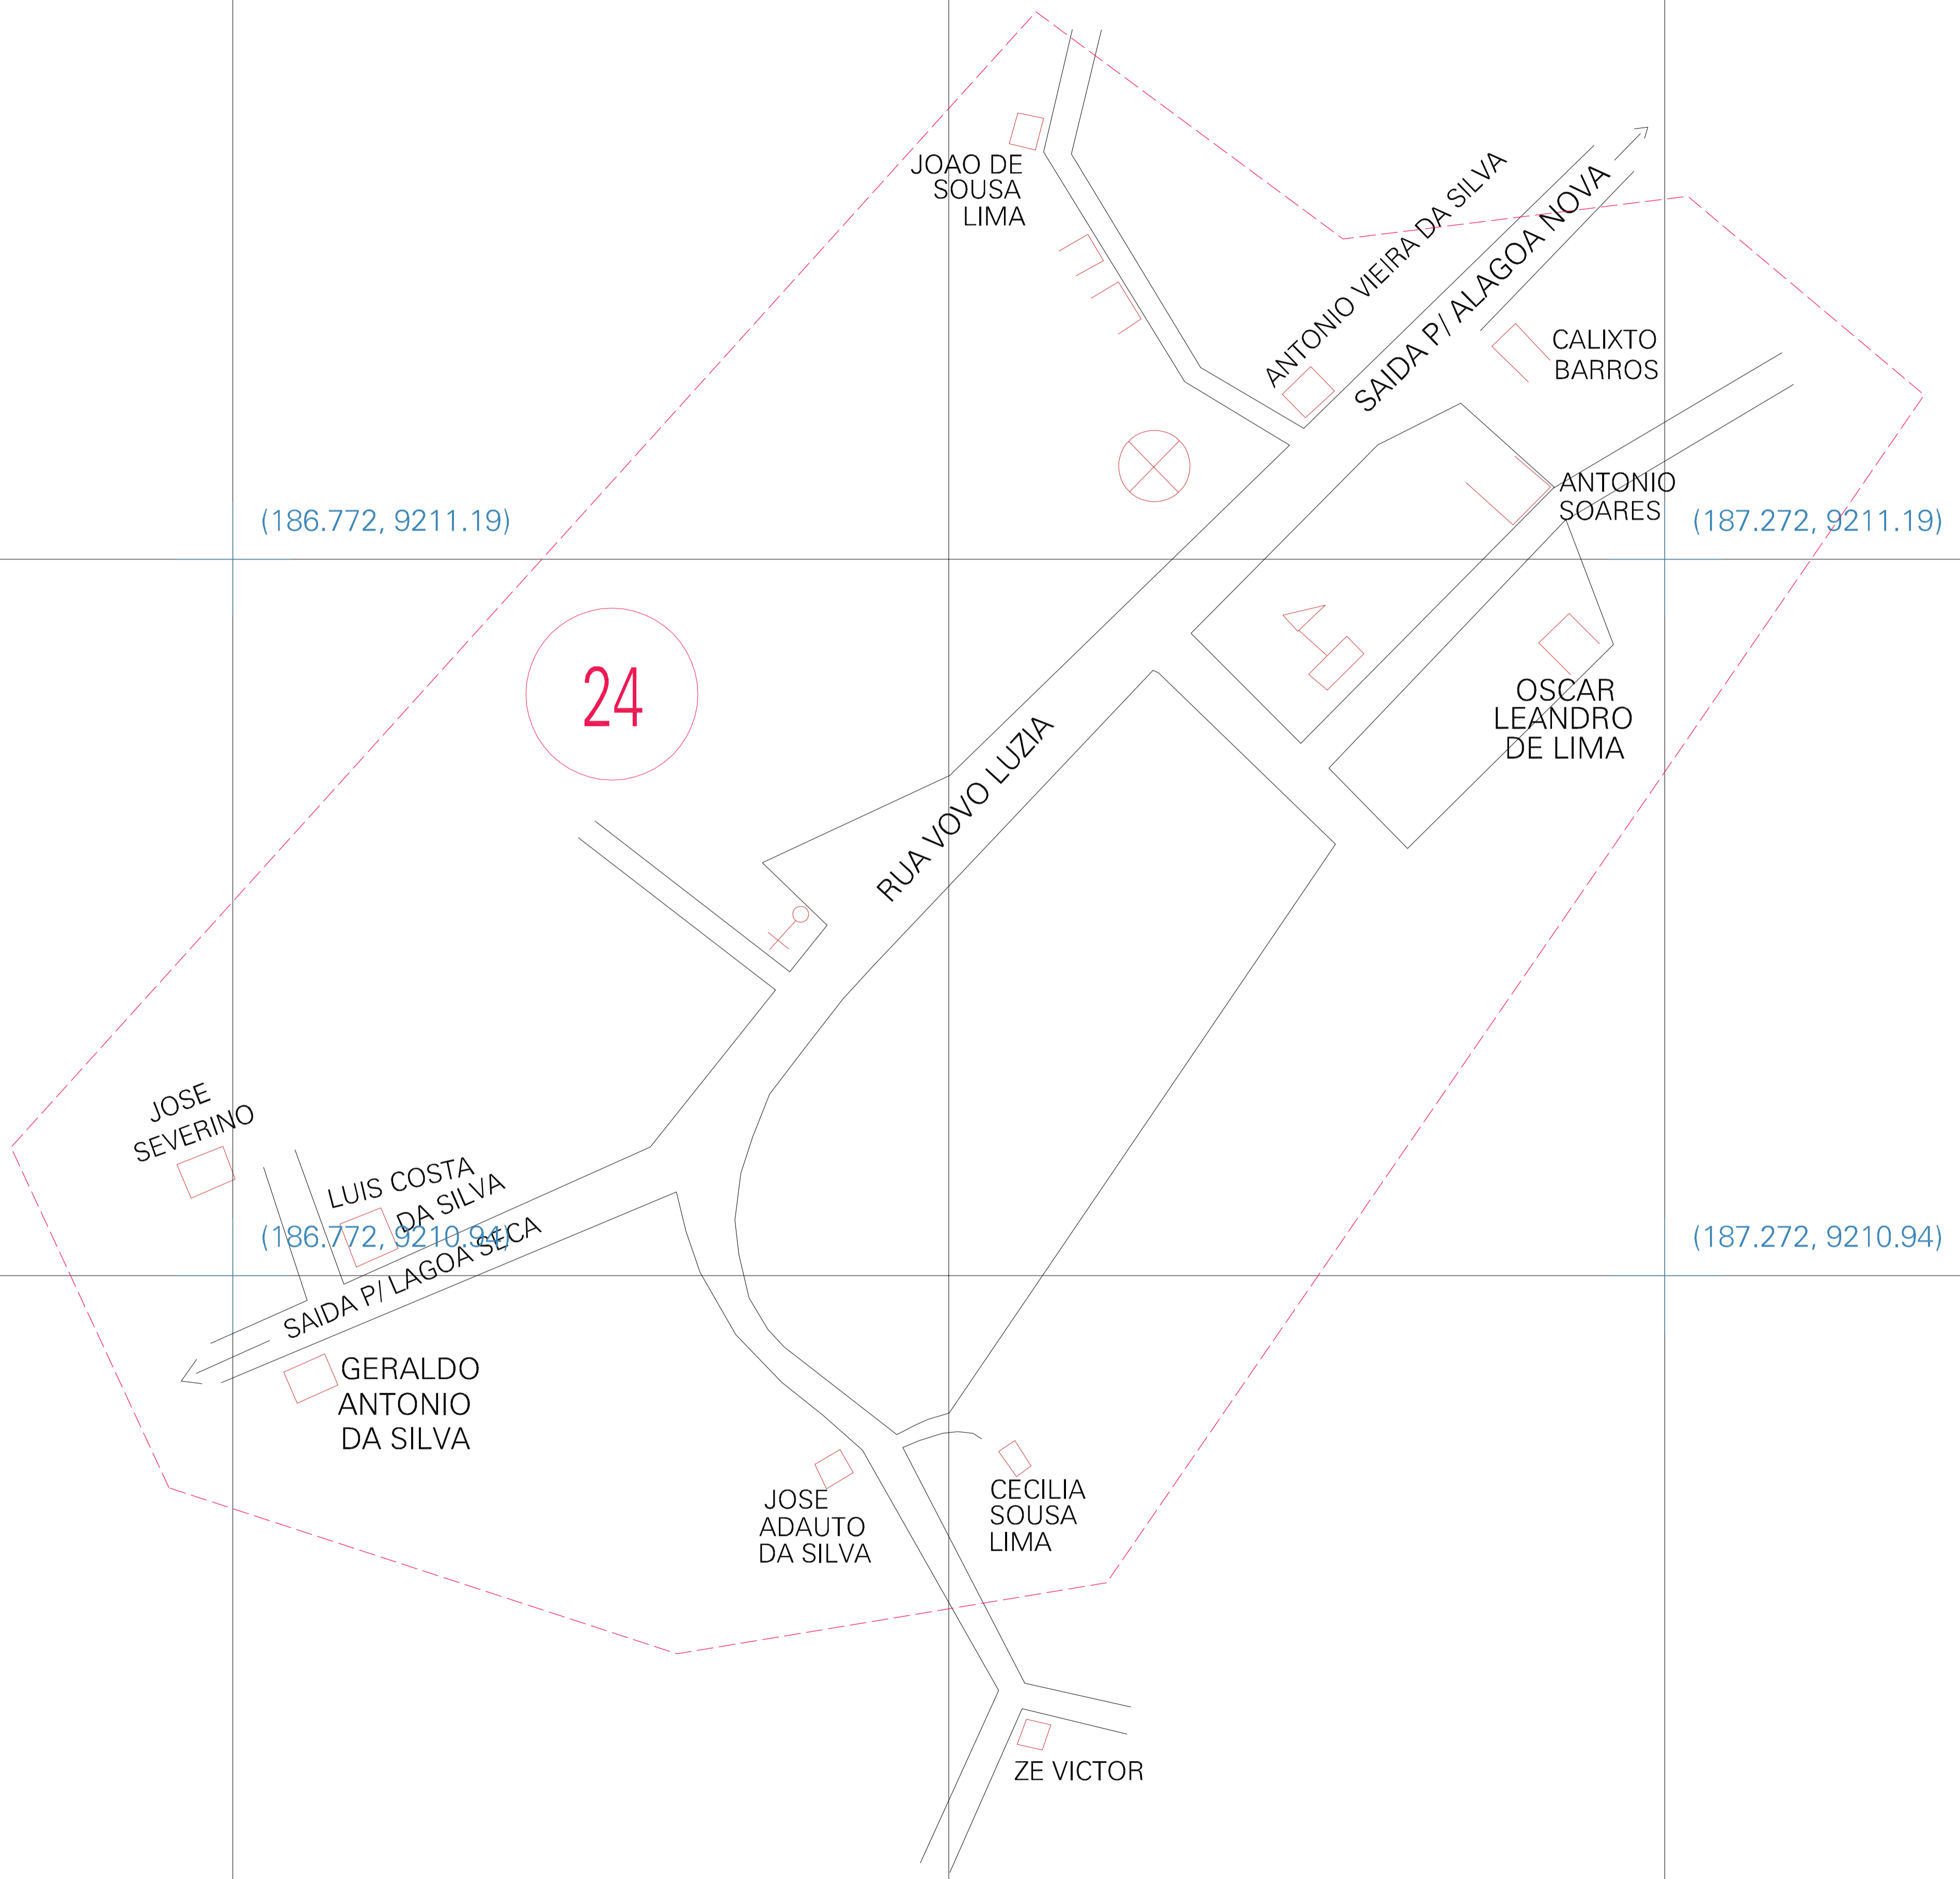 JOAO DE
SOUSA
LIMA
ANTONIO VIEIRA DA SILVA
SAIDA P/ ALAGOA NOVA
CALIXTO
BARROS
ANTONIO
SOARES
(186.772, 9211.19)
(187.272, 9211.19)
24
OSCAR
LEANDRO
DE LIMA
RUA VOVO LUZIA
JOSE
SEVERINO
LUIS COSTA
DA SILVA
(186.772, 9210.94)
(187.272, 9210.94)
SAIDA P/ LAGOA SECA
GERALDO
ANTONIO
DA SILVA
JOSE
ADAUTO
DA SILVA
CECILIA
SOUSA
LIMA
ZE VICTOR